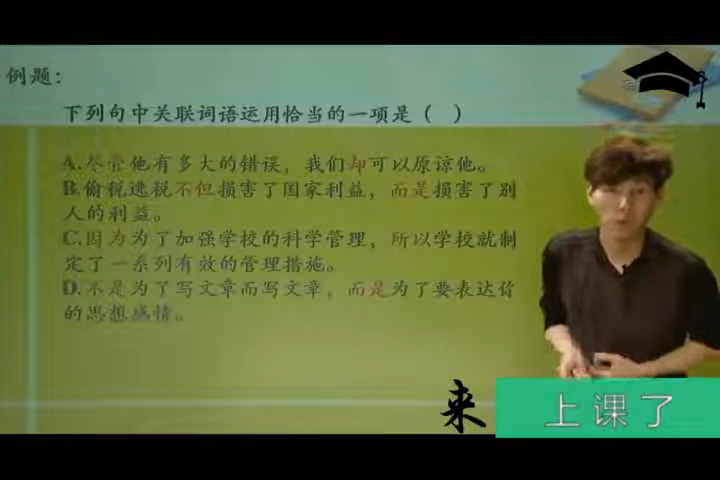 例题：
下列句中关联词语运用恰当的一项是（ ）
A.尽管他有多大的错误，我们却可以原谅他。
B.偷税逃税不但损害了国家利益，而是损害了别
人的利益。
C.因为为了加强学校的科学管理，所以学校就制
定了一系列有效的管理措施。
D.不是为了写文章而写文章，而是为了要表达你
的思想感情。
来 上课了